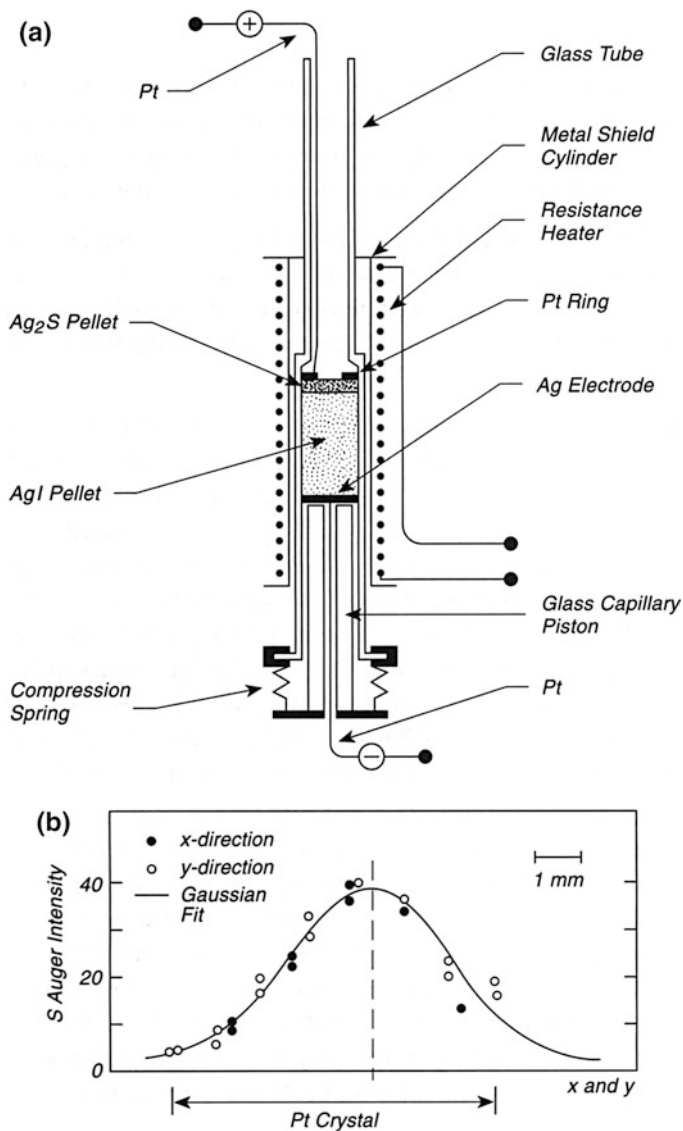 (a)
+
Pt
Glass Tube
Metal Shield
Cylinder
Resistance
Heater
Ag2S Pellet
Pt Ring
Ag Electrode
AgI Pellet
Glass Capillary
Piston
Compression
Spring
Pt
−
(b)
x-direction
y-direction
Gaussian
Fit
1 mm
S Auger Intensity
40
20
0
x and y
Pt Crystal